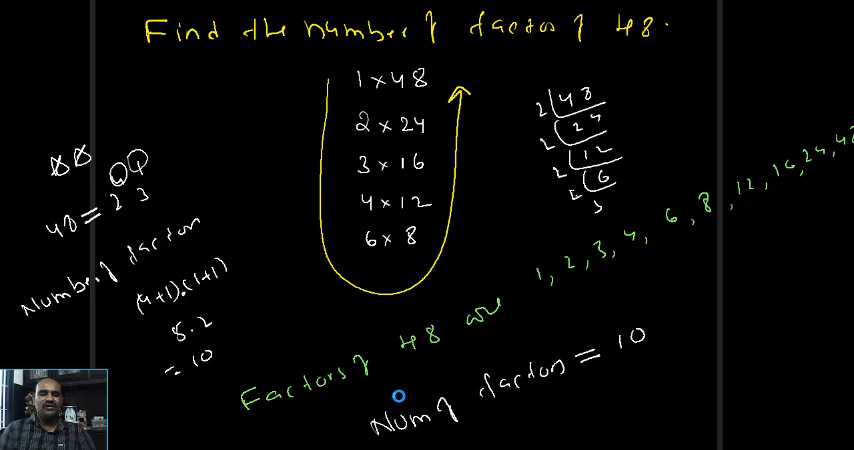 Find the number of factor of 48.
1 × 48
2 × 24
3 × 16
4 × 12
6 × 8
2 48
2 24
2 12
2 6
3
48 = 2 3
Number of factors
(4+1).(1+1)
5.2
= 10
Factors of 48 are 1, 2, 3, 4, 6, 8, 12, 16, 24, 48
Num of factors = 10